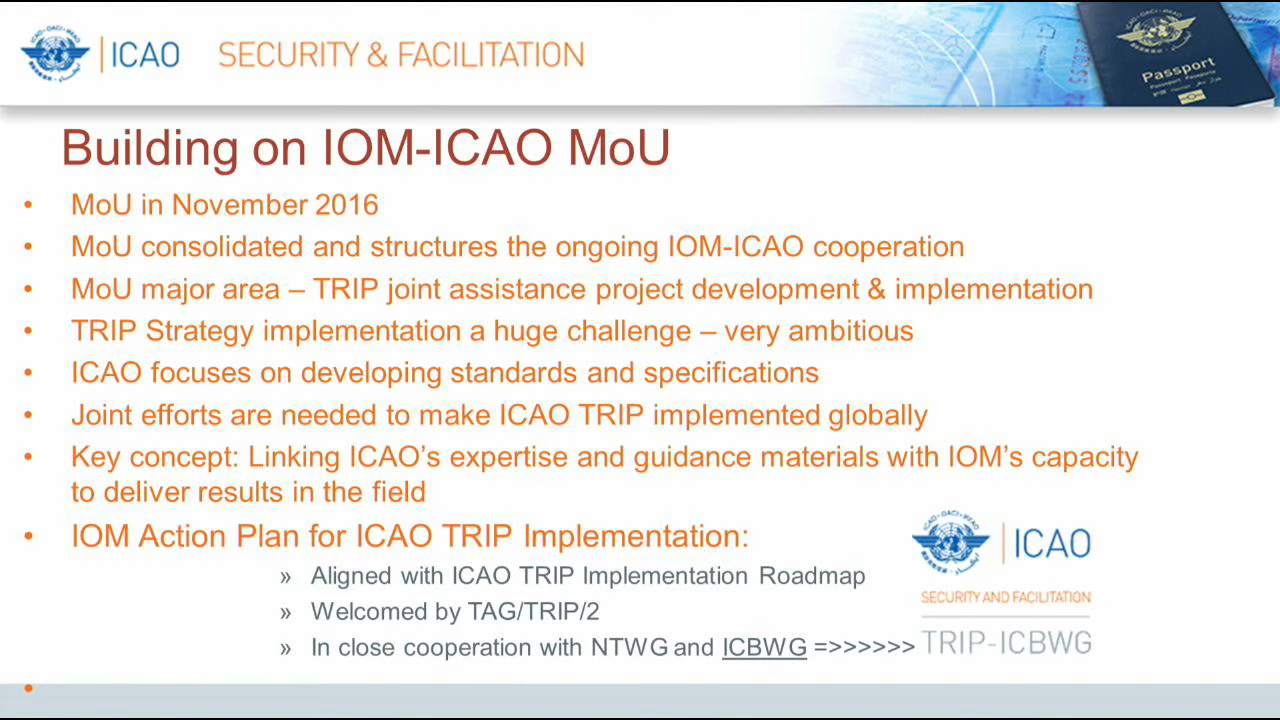 ICAO SECURITY & FACILITATION
Passport
Building on IOM-ICAO MoU
• MoU in November 2016
• MoU consolidated and structures the ongoing IOM-ICAO cooperation
• MoU major area – TRIP joint assistance project development & implementation
• TRIP Strategy implementation a huge challenge – very ambitious
• ICAO focuses on developing standards and specifications
• Joint efforts are needed to make ICAO TRIP implemented globally
• Key concept: Linking ICAO’s expertise and guidance materials with IOM’s capacity
to deliver results in the field
• IOM Action Plan for ICAO TRIP Implementation:
» Aligned with ICAO TRIP Implementation Roadmap
» Welcomed by TAG/TRIP/2
» In close cooperation with NTWG and ICBWG =>>>>>>
•
ICAO
SECURITY AND FACILITATION
TRIP-ICBWG